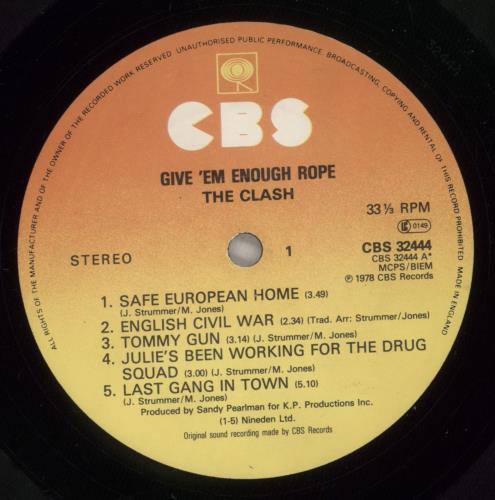 ALL RIGHTS OF THE MANUFACTURER AND OF THE OWNER OF THE RECORDED WORK RESERVED UNAUTHORISED PUBLIC PERFORMANCE, BROADCASTING, COPYING AND RENTAL OF THIS RECORD PROHIBITED MADE IN ENGLAND
CBS
GIVE 'EM ENOUGH ROPE
THE CLASH
33⅓ RPM
LC 0149
STEREO
1
CBS 32444
CBS 32444 A*
MCPS/BIEM
℗ 1978 CBS Records
1. SAFE EUROPEAN HOME (3.49)
(J. Strummer/M. Jones)
2. ENGLISH CIVIL WAR (2.34) (Trad. Arr: Strummer/Jones)
3. TOMMY GUN (3.14) (J. Strummer/M. Jones)
4. JULIE'S BEEN WORKING FOR THE DRUG
SQUAD (3.00) (J. Strummer/M. Jones)
5. LAST GANG IN TOWN (5.10)
(J. Strummer/M. Jones)
Produced by Sandy Pearlman for K.P. Productions Inc.
(1-5) Nineden Ltd.
Original sound recording made by CBS Records